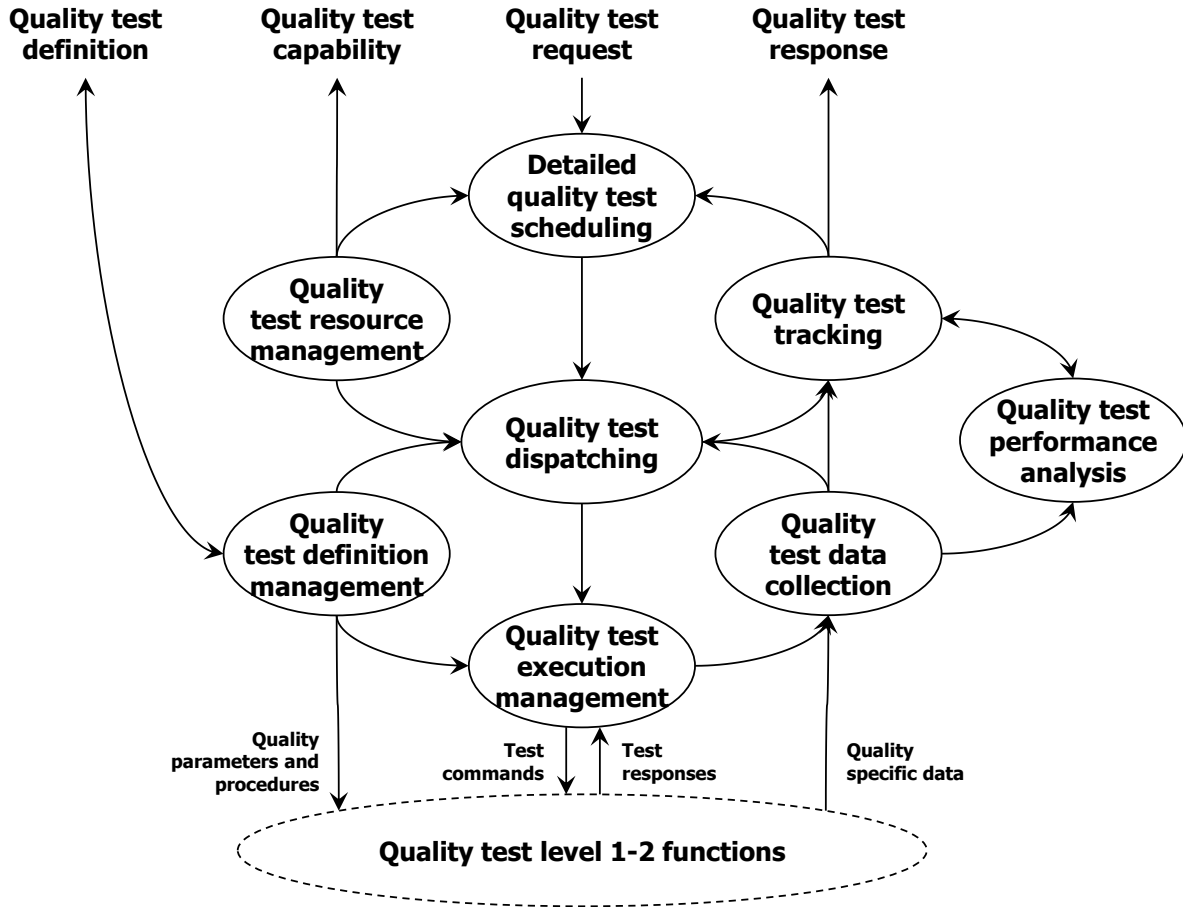 Quality test
definition
Quality test
capability
Quality test
request
Quality test
response
Detailed
quality test
scheduling
Quality
test resource
management
Quality test
tracking
Quality test
performance
analysis
Quality test
dispatching
Quality
test definition
management
Quality
test data
collection
Quality test
execution
management
Quality
parameters and
procedures
Test
commands
Test
responses
Quality
specific data
Quality test level 1-2 functions